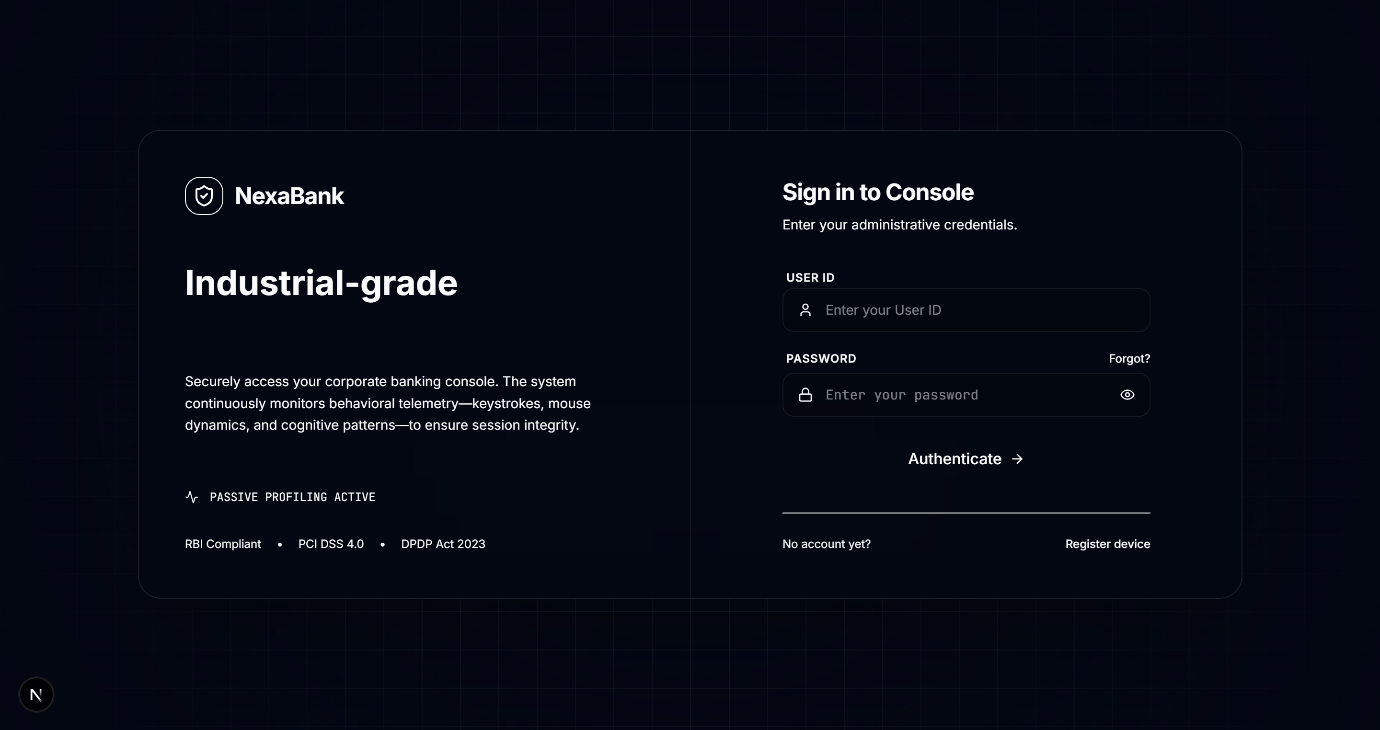 NexaBank
Industrial-grade
Securely access your corporate banking console. The system
continuously monitors behavioral telemetry—keystrokes, mouse
dynamics, and cognitive patterns—to ensure session integrity.
PASSIVE PROFILING ACTIVE
RBI Compliant • PCI DSS 4.0 • DPDP Act 2023
Sign in to Console
Enter your administrative credentials.
USER ID
Enter your User ID
PASSWORD Forgot?
Enter your password
Authenticate →
No account yet? Register device
N